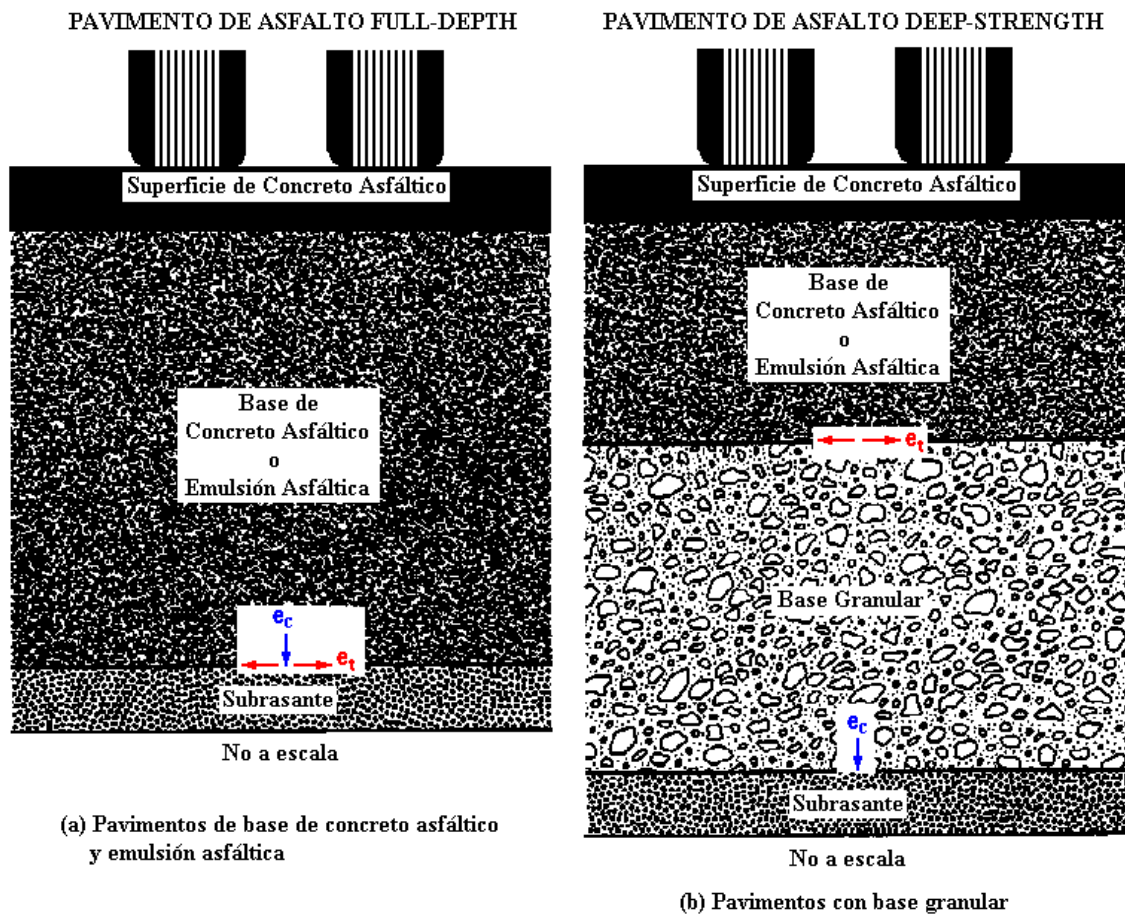 PAVIMENTO DE ASFALTO FULL-DEPTH
Superficie de Concreto Asfáltico
Base de
Concreto Asfáltico
o
Emulsión Asfáltica
ec
et
Subrasante
No a escala
(a) Pavimentos de base de concreto asfáltico
y emulsión asfáltica
PAVIMENTO DE ASFALTO DEEP-STRENGTH
Superficie de Concreto Asfáltico
Base de
Concreto Asfáltico
o
Emulsión Asfáltica
et
Base Granular
ec
Subrasante
No a escala
(b) Pavimentos con base granular